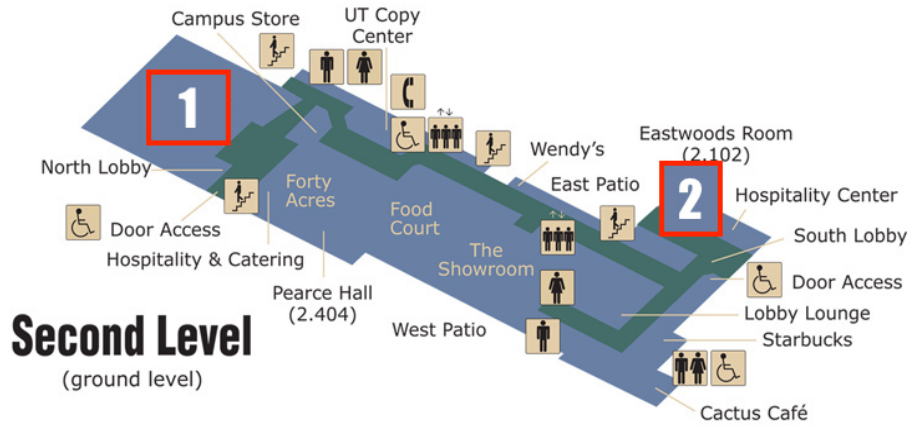 Campus Store
UT Copy
Center
1
Eastwoods Room
(2.102)
Wendy's
North Lobby
East Patio
2
Hospitality Center
Forty
Acres
Food
Court
South Lobby
Door Access
The
Showroom
Hospitality & Catering
Door Access
Pearce Hall
(2.404)
Lobby Lounge
West Patio
Starbucks
Second Level
(ground level)
Cactus Café